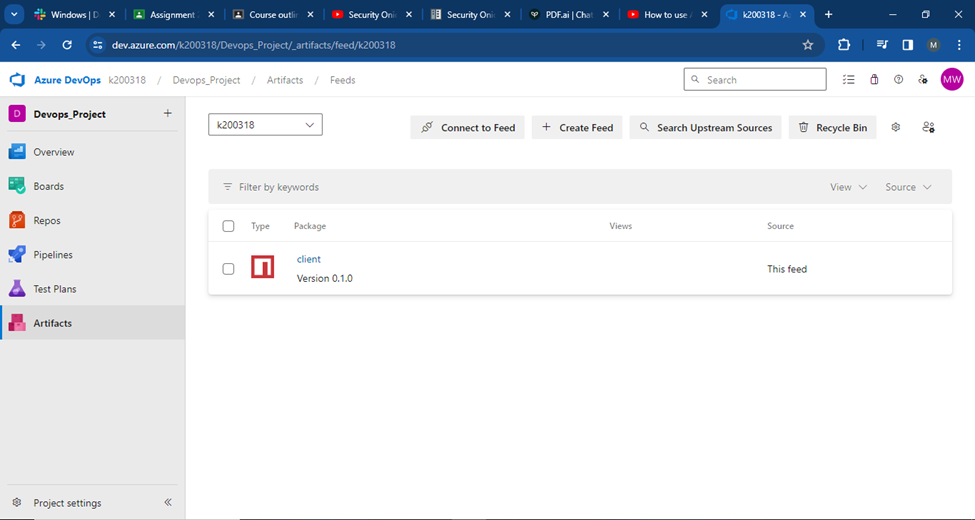 Windows | D
Assignment
Course outlin
Security Oni
Security Oni
PDF.ai | Chat
How to use A
k200318 - Az
dev.azure.com/k200318/Devops_Project/_artifacts/feed/k200318
M
Azure DevOps k200318 / Devops_Project / Artifacts / Feeds
Search
MW
D Devops_Project
Overview
Boards
Repos
Pipelines
Test Plans
Artifacts
Project settings
k200318
Connect to Feed
Create Feed
Search Upstream Sources
Recycle Bin
Filter by keywords
View
Source
Type Package Views Source
client
Version 0.1.0
This feed